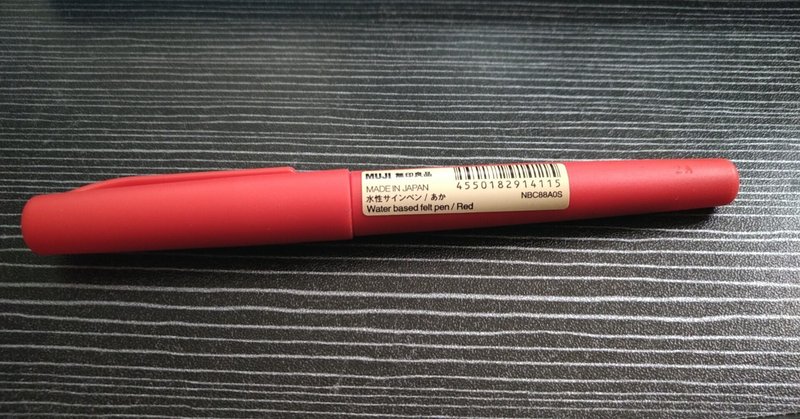 MUJI 無印良品
MADE IN JAPAN
水性サインペン / あか
Water based felt pen / Red
4550182914115
NBC88A0S